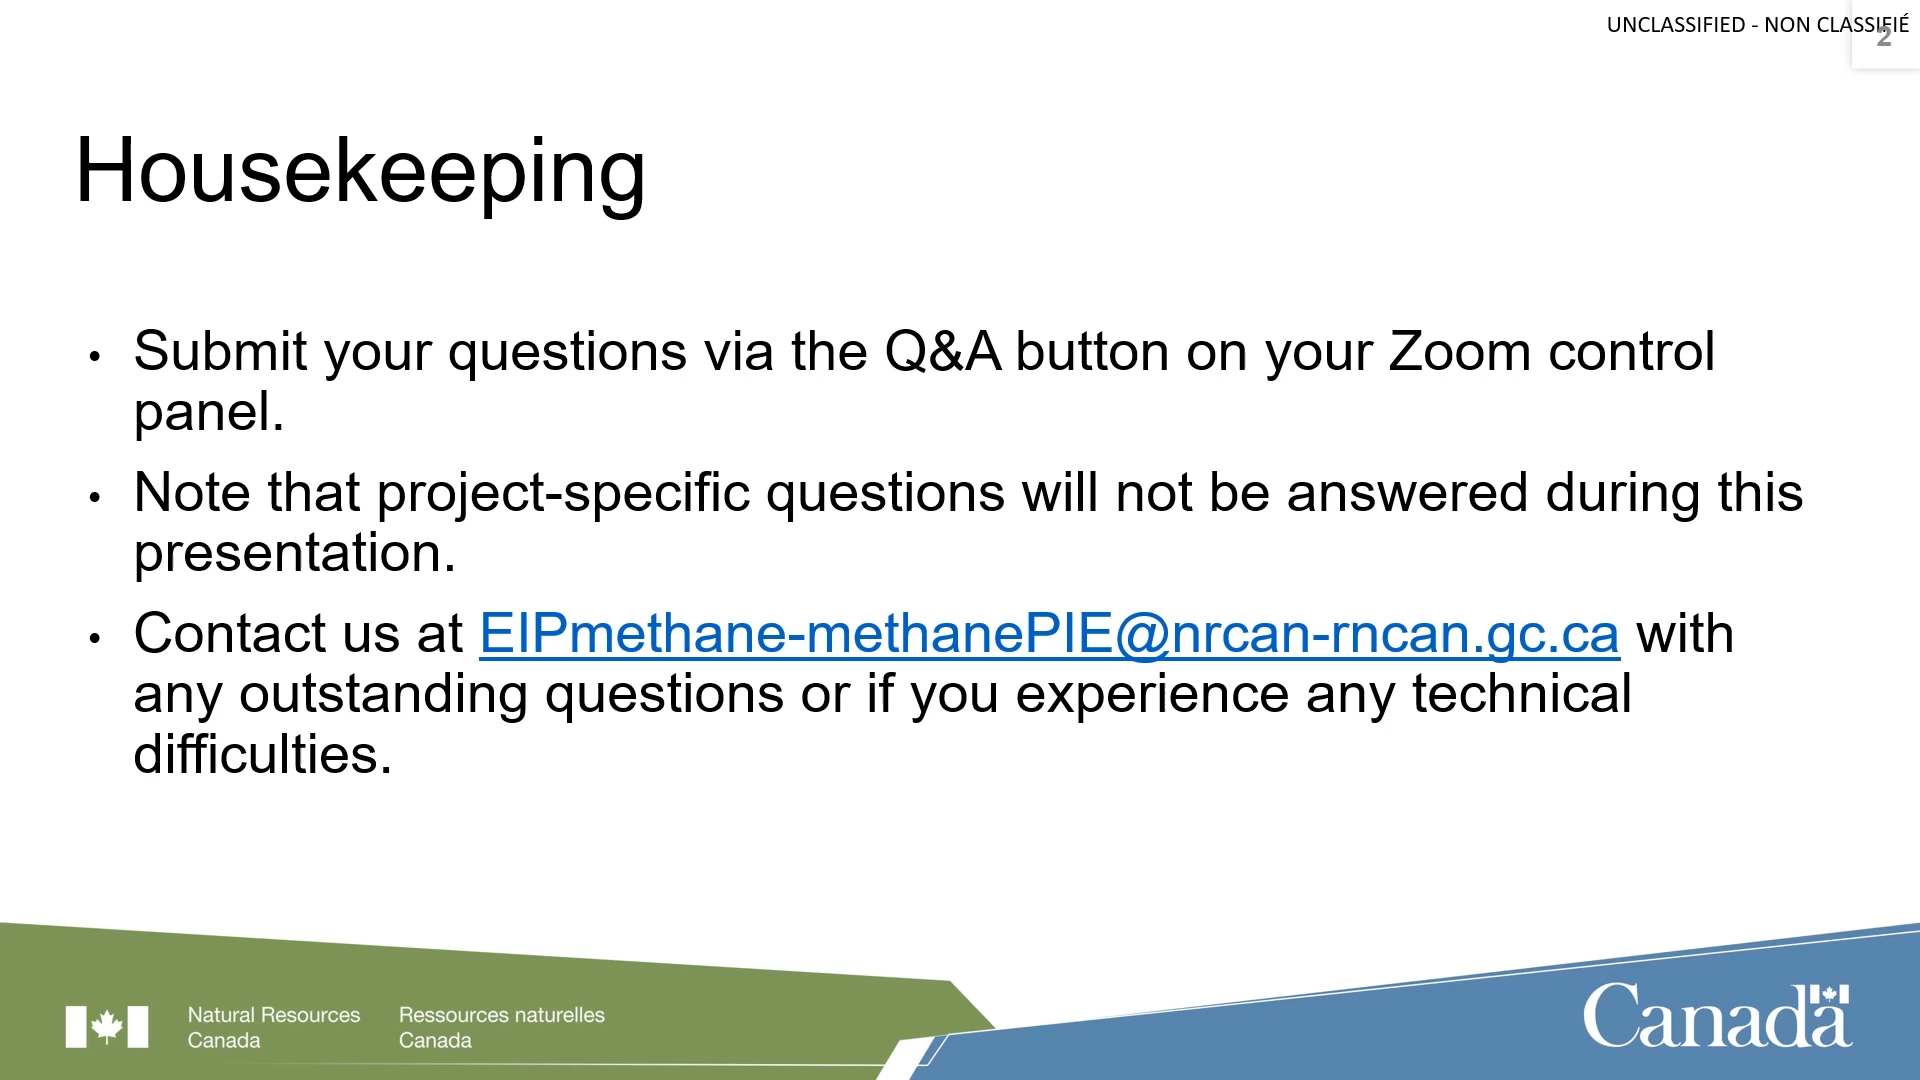 UNCLASSIFIED - NON CLASSIFIÉ
2
Housekeeping
• Submit your questions via the Q&A button on your Zoom control
panel.
• Note that project-specific questions will not be answered during this
presentation.
• Contact us at EIPmethane-methanePIE@nrcan-rncan.gc.ca with
any outstanding questions or if you experience any technical
difficulties.
Natural Resources
Canada
Ressources naturelles
Canada
Canada